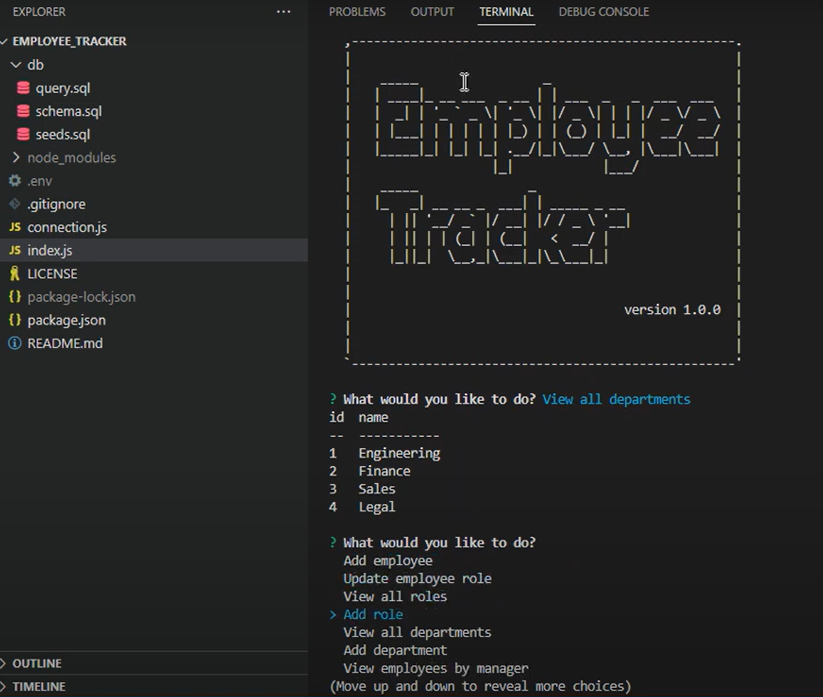 EXPLORER
EMPLOYEE_TRACKER
db
query.sql
schema.sql
seeds.sql
node_modules
.env
.gitignore
JS connection.js
JS index.js
LICENSE
{} package-lock.json
{} package.json
README.md
OUTLINE
TIMELINE
PROBLEMS OUTPUT TERMINAL DEBUG CONSOLE
Employee
Tracker
version 1.0.0
? What would you like to do? View all departments
id name
-- -----------
1 Engineering
2 Finance
3 Sales
4 Legal
? What would you like to do?
Add employee
Update employee role
View all roles
> Add role
View all departments
Add department
View employees by manager
(Move up and down to reveal more choices)